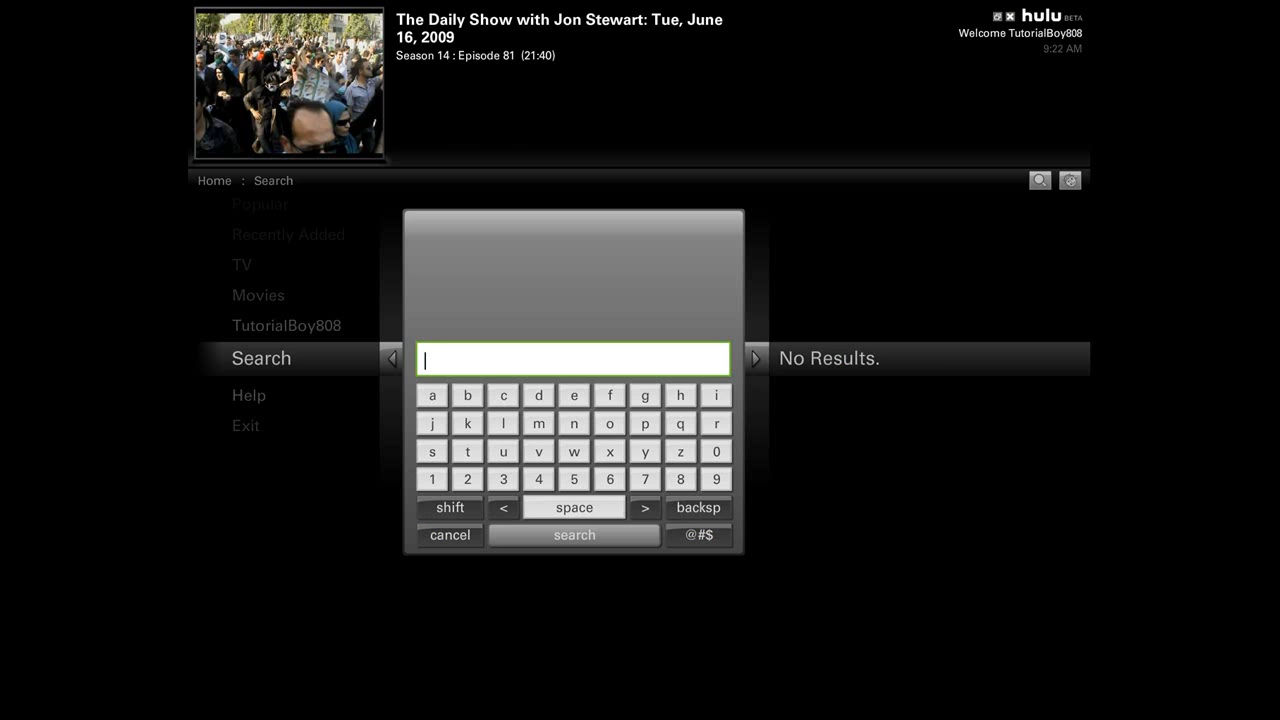 The Daily Show with Jon Stewart: Tue, June
16, 2009
Season 14 : Episode 81 (21:40)
hulu BETA
Welcome TutorialBoy808
9:22 AM
Home : Search
Popular
Recently Added
TV
Movies
TutorialBoy808
Search
Help
Exit
No Results.
a b c d e f g h i
j k l m n o p q r
s t u v w x y z 0
1 2 3 4 5 6 7 8 9
shift < space > backsp
cancel search @#$